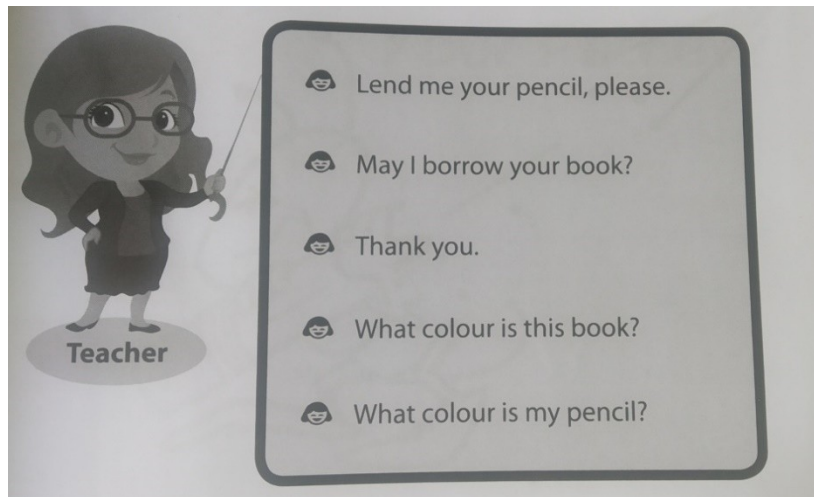 Lend me your pencil, please.
May I borrow your book?
Thank you.
What colour is this book?
What colour is my pencil?
Teacher